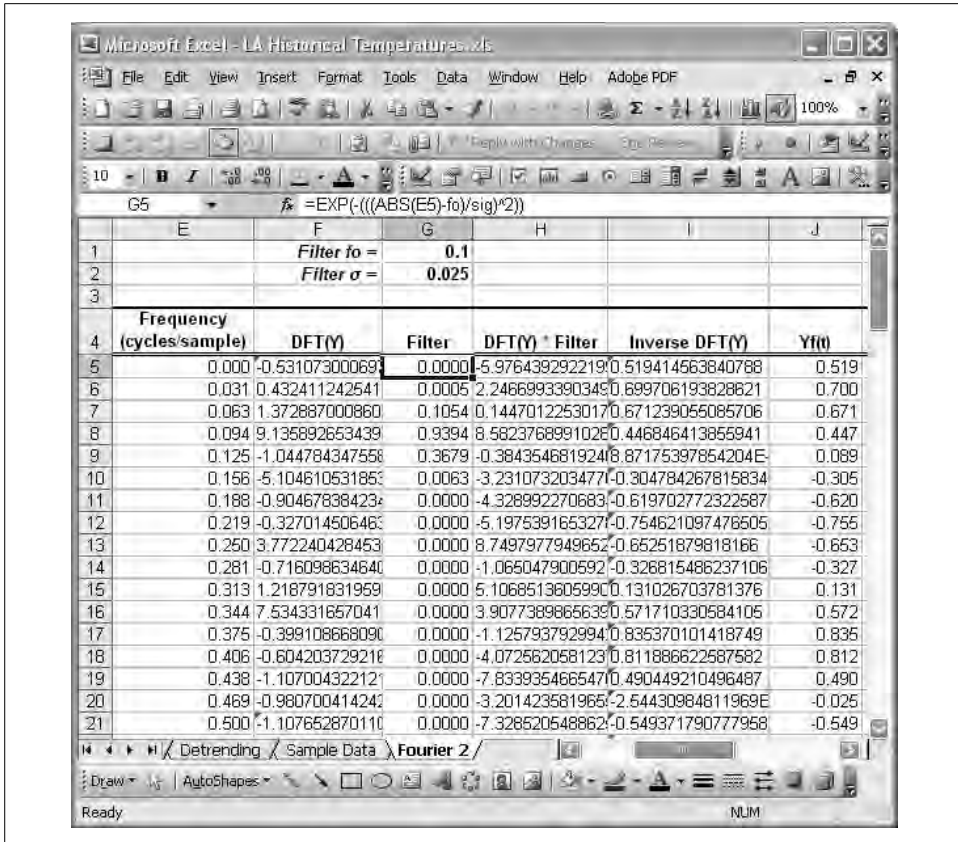 Microsoft Excel - LA Historical Temperatures.xls
File Edit View Insert Format Tools Data Window Help Adobe PDF
Σ 100%
Reply with Changes
10 B I A A
G5 fx =EXP(-(((ABS(E5)-fo)/sig)^2))
E F G H I J
1 Filter fo = 0.1
2 Filter σ = 0.025
3
4 Frequency (cycles/sample) DFT(Y) Filter DFT(Y) * Filter Inverse DFT(Y) Yf(t)
5 0.000 -0.53107300069 0.0000 -5.976439292219 0.519414563840788 0.519
6 0.031 0.432411242541 0.0005 2.2466993390349 0.699706193828621 0.700
7 0.063 1.372887000860 0.1054 0.1447012253017 0.671239055085706 0.671
8 0.094 9.135892653439 0.9394 8.582376899102 0.446846413855941 0.447
9 0.125 -1.044784347558 0.3679 -0.384354681924 8.87175397854204E- 0.089
10 0.156 -5.104610531853 0.0063 -3.231073203477 -0.304784267815834 -0.305
11 0.188 -0.90467838423 0.0000 -4.328992270683 -0.619702772322587 -0.620
12 0.219 -0.32701450646 0.0000 -5.197539165327 -0.754621097476505 -0.755
13 0.250 3.772240428453 0.0000 8.7497977949652 -0.65251879818166 -0.653
14 0.281 -0.716098634640 0.0000 -1.065047900592 -0.326815486237106 -0.327
15 0.313 1.218791831959 0.0000 5.106851360599 0.131026703781376 0.131
16 0.344 7.534331657041 0.0000 3.9077389865639 0.571710330584105 0.572
17 0.375 -0.399108668090 0.0000 -1.125793792994 0.835370101418749 0.835
18 0.406 -0.604203729216 0.0000 -4.072562058123 0.811886622587582 0.812
19 0.438 -1.10700432212 0.0000 -7.833935466547 0.490449210496487 0.490
20 0.469 -0.980700414242 0.0000 -3.201423581965 -2.54430984811969E -0.025
21 0.500 -1.107652870110 0.0000 -7.328520548862 -0.549371790777958 -0.549
Detrending Sample Data Fourier 2
Draw AutoShapes A
Ready NUM